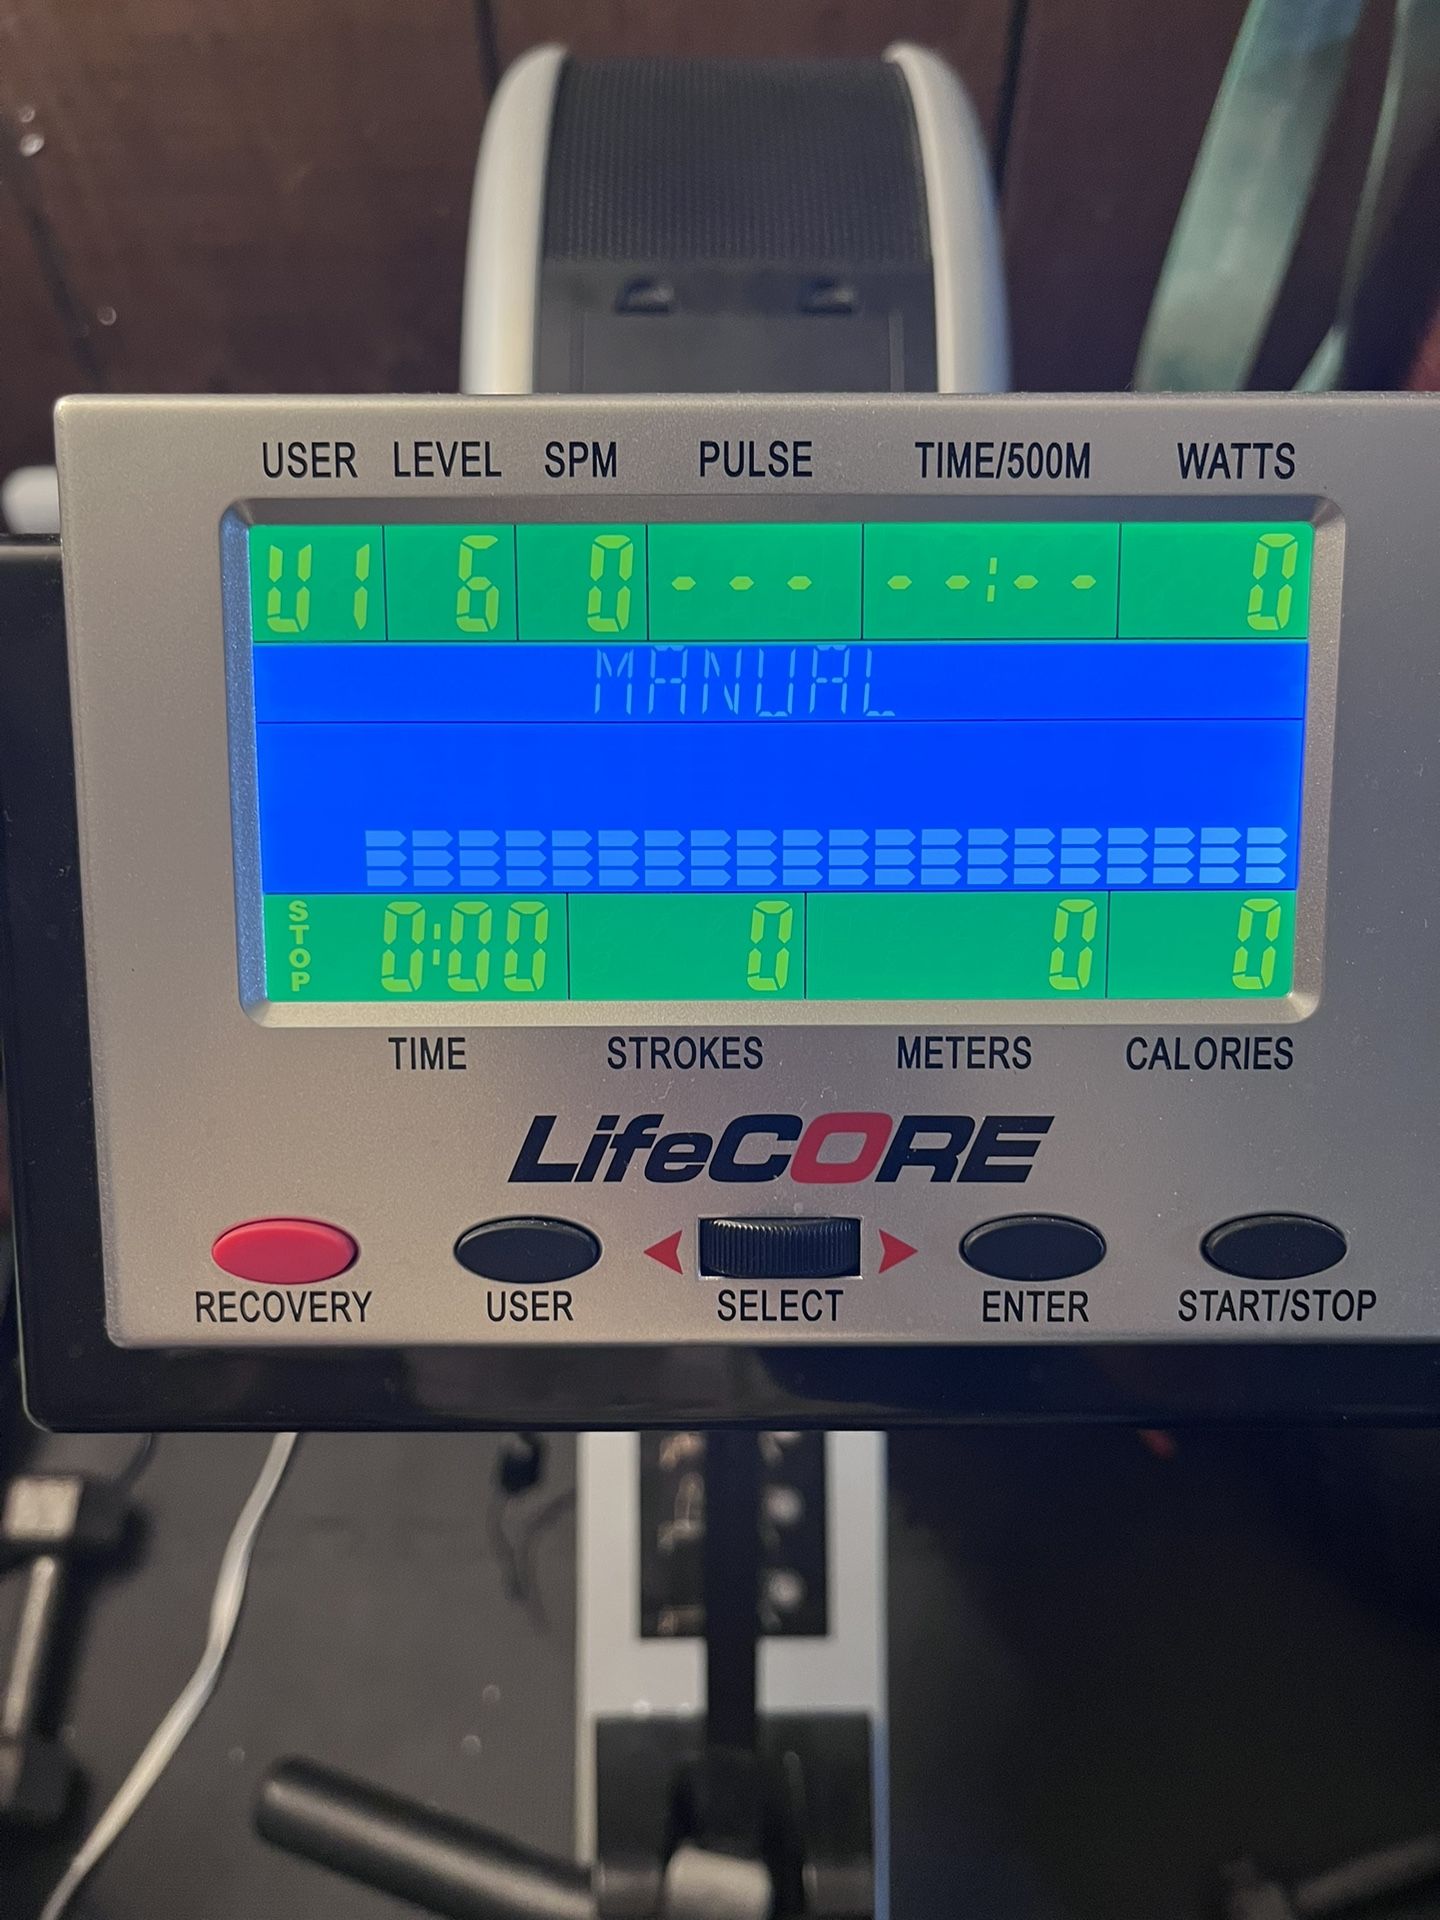 USER LEVEL SPM PULSE TIME/500M WATTS
U1 6 0 - - - - -:- - 0
MANUAL
STOP 0:00 0 0 0
TIME STROKES METERS CALORIES
LifeCORE
RECOVERY USER SELECT ENTER START/STOP